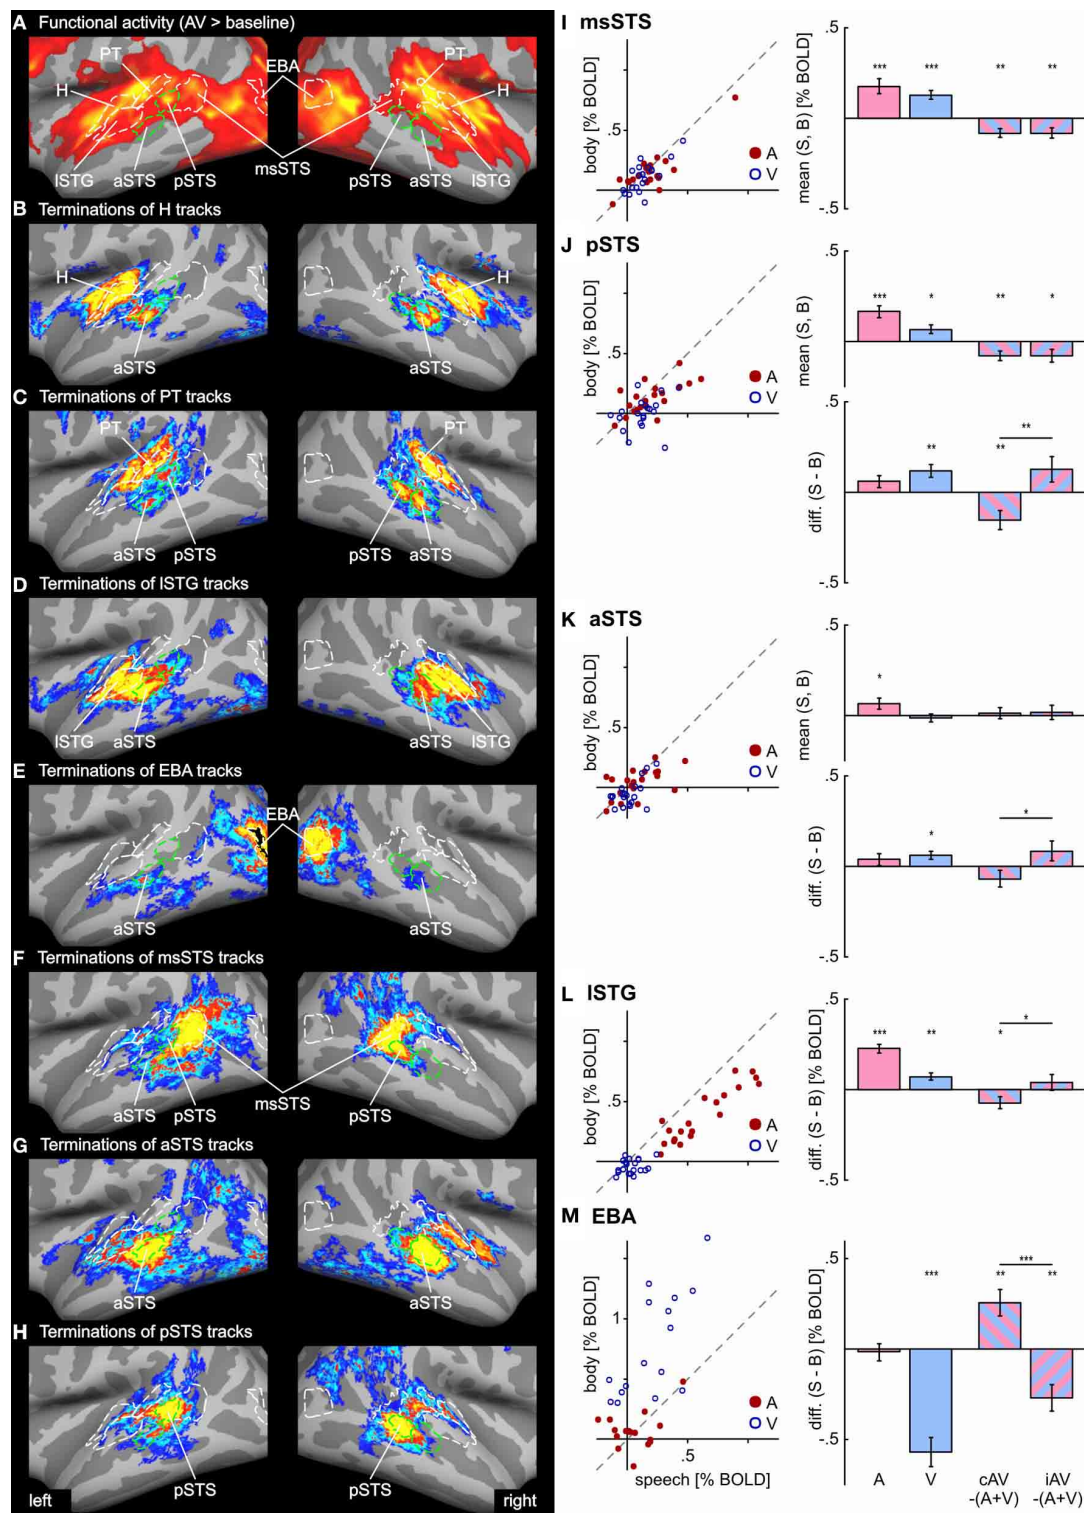 A Functional activity (AV > baseline)
PT
PT
H
EBA
H
lSTG
aSTS
pSTS
msSTS
pSTS
aSTS
lSTG
B Terminations of H tracks
H
H
aSTS
aSTS
C Terminations of PT tracks
PT
PT
aSTS
pSTS
pSTS
aSTS
D Terminations of lSTG tracks
lSTG
aSTS
aSTS
lSTG
E Terminations of EBA tracks
EBA
aSTS
aSTS
F Terminations of msSTS tracks
aSTS
pSTS
msSTS
pSTS
G Terminations of aSTS tracks
aSTS
aSTS
H Terminations of pSTS tracks
pSTS
pSTS
left
right
I msSTS
body [% BOLD]
.5
A
V
mean (S, B) [% BOLD]
.5
***
***
**
**
-.5
J pSTS
body [% BOLD]
.5
A
V
mean (S, B)
***
*
**
*
.5
diff. (S - B)
**
**
**
-.5
K aSTS
body [% BOLD]
.5
A
V
.5
mean (S, B)
*
diff. (S - B)
*
*
-.5
L lSTG
body [% BOLD]
.5
A
V
.5
diff. (S - B) [% BOLD]
***
**
*
*
-.5
M EBA
body [% BOLD]
1
A
V
.5
speech [% BOLD]
.5
diff. (S - B) [% BOLD]
***
***
**
**
-.5
A
V
cAV
-(A+V)
iAV
-(A+V)